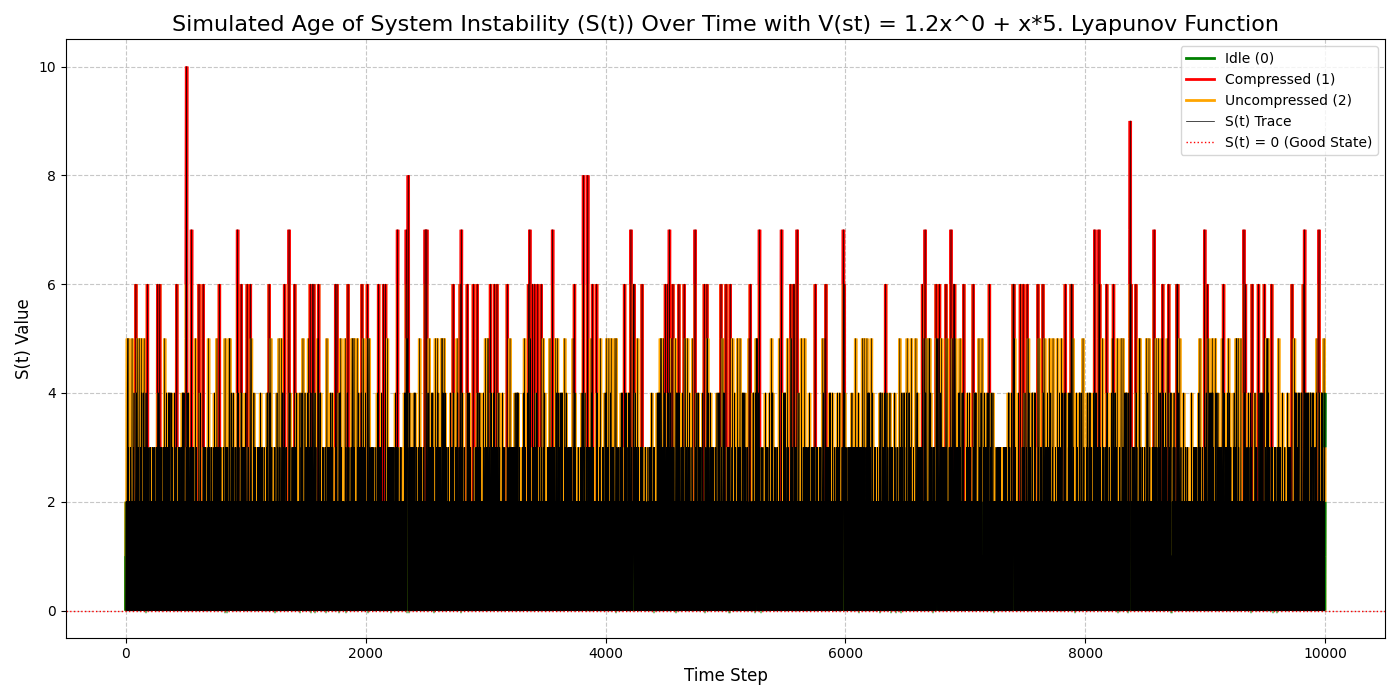 Simulated Age of System Instability (S(t)) Over Time with V(st) = 1.2x^0 + x*5. Lyapunov Function
Idle (0)
Compressed (1)
Uncompressed (2)
S(t) Trace
S(t) = 0 (Good State)
S(t) Value
10
8
6
4
2
0
0 2000 4000 6000 8000 10000
Time Step